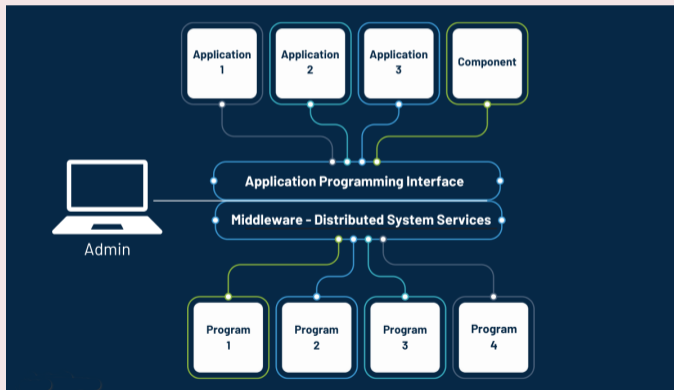 Application
1
Application
2
Application
3
Component
Application Programming Interface
Middleware - Distributed System Services
Admin
Program
1
Program
2
Program
3
Program
4